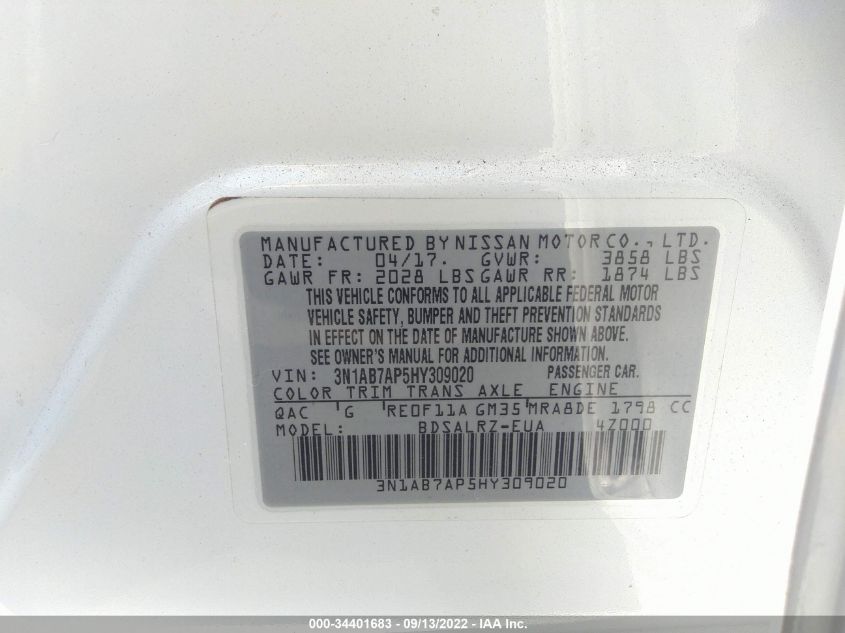 MANUFACTURED BY NISSAN MOTOR CO., LTD.
DATE: 04/17. GVWR: 3858 LBS
GAWR FR: 2028 LBS GAWR RR: 1874 LBS
THIS VEHICLE CONFORMS TO ALL APPLICABLE FEDERAL MOTOR
VEHICLE SAFETY, BUMPER AND THEFT PREVENTION STANDARDS
IN EFFECT ON THE DATE OF MANUFACTURE SHOWN ABOVE.
SEE OWNER'S MANUAL FOR ADDITIONAL INFORMATION.
VIN: 3N1AB7AP5HY309020 PASSENGER CAR.
COLOR TRIM TRANS AXLE ENGINE
QAC G RE0F11A GM35 MRA8DE 1798 CC
MODEL: BDSALRZ-EUA 4Z000
3N1AB7AP5HY309020
000-34401683 - 09/13/2022 - IAA Inc.